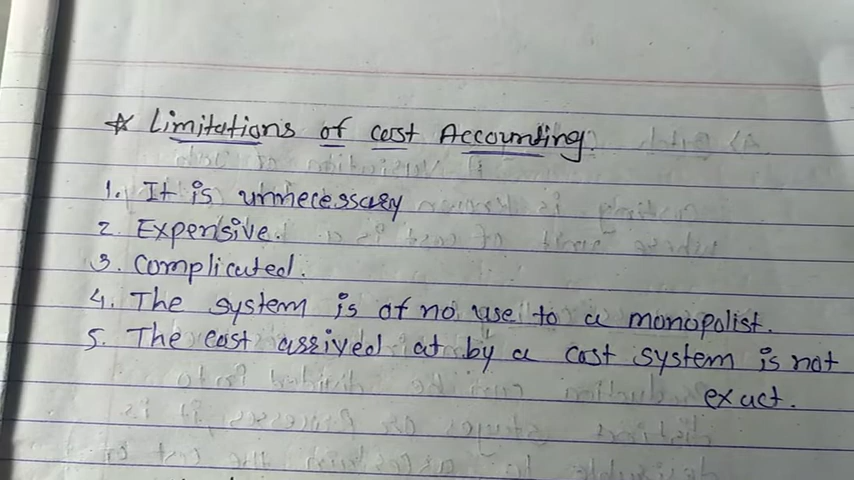 ☆ Limitations of cost Accounting.
1. It is unnecessary
2. Expensive.
3. Complicated.
4. The system is of no use to a monopolist.
5. The cost arrived at by a cost system is not
exact.